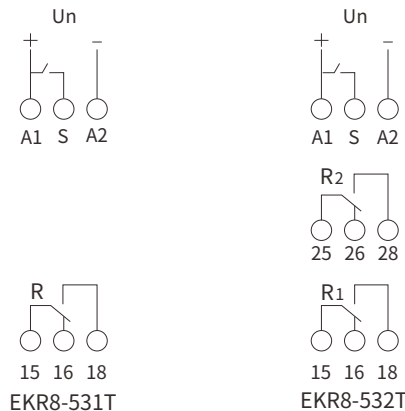 Un Un
+ − + −
A1 S A2 A1 S A2
R2
25 26 28
R R1
15 16 18 15 16 18
EKR8-531T EKR8-532T